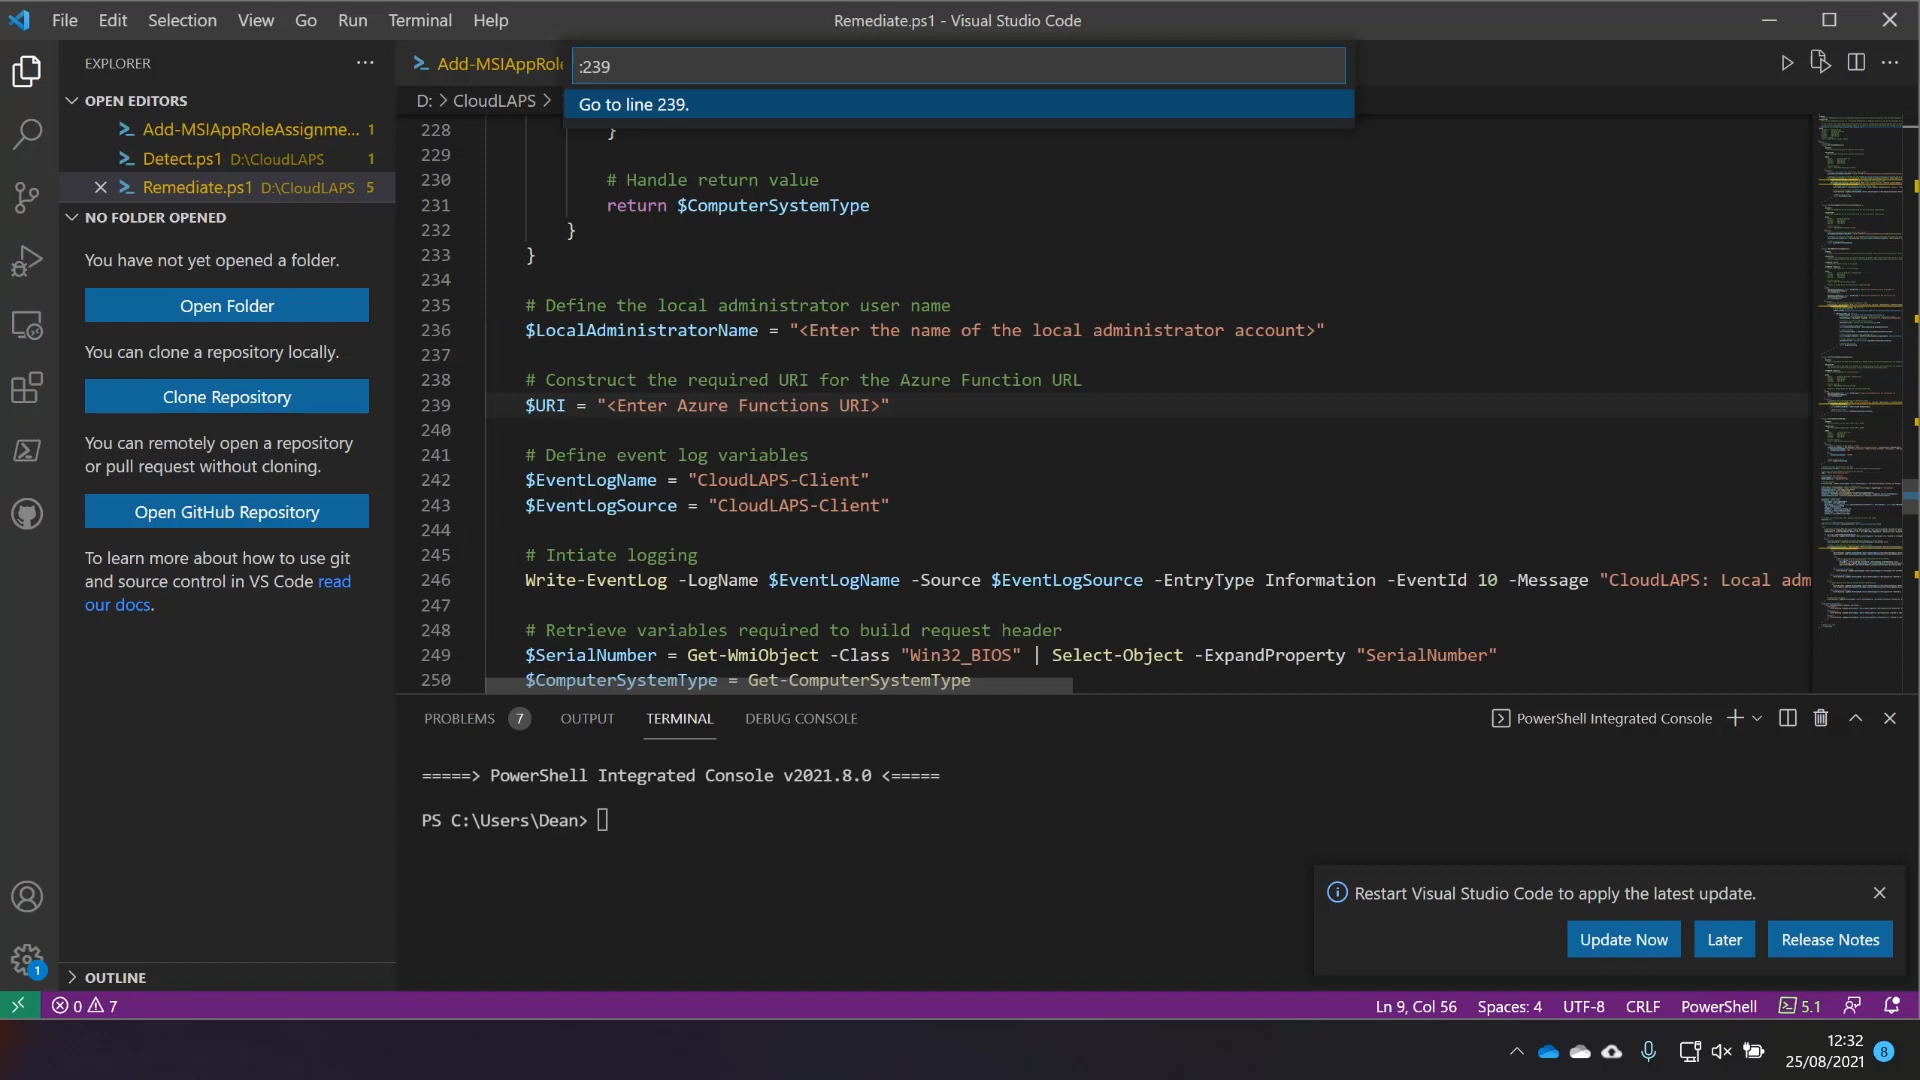 File Edit Selection View Go Run Terminal Help
Remediate.ps1 - Visual Studio Code
:239
Go to line 239.
EXPLORER
OPEN EDITORS
Add-MSIAppRoleAssignme... 1
Detect.ps1 D:\CloudLAPS 1
Remediate.ps1 D:\CloudLAPS 5
NO FOLDER OPENED
You have not yet opened a folder.
Open Folder
You can clone a repository locally.
Clone Repository
You can remotely open a repository
or pull request without cloning.
Open GitHub Repository
To learn more about how to use git
and source control in VS Code read
our docs.
OUTLINE
Add-MSIAppRole
D: > CloudLAPS >
228 }
229
230 # Handle return value
231 return $ComputerSystemType
232 }
233 }
234
235 # Define the local administrator user name
236 $LocalAdministratorName = "<Enter the name of the local administrator account>"
237
238 # Construct the required URI for the Azure Function URL
239 $URI = "<Enter Azure Functions URI>"
240
241 # Define event log variables
242 $EventLogName = "CloudLAPS-Client"
243 $EventLogSource = "CloudLAPS-Client"
244
245 # Intiate logging
246 Write-EventLog -LogName $EventLogName -Source $EventLogSource -EntryType Information -EventId 10 -Message "CloudLAPS: Local adm
247
248 # Retrieve variables required to build request header
249 $SerialNumber = Get-WmiObject -Class "Win32_BIOS" | Select-Object -ExpandProperty "SerialNumber"
250 $ComputerSystemType = Get-ComputerSystemType
PROBLEMS 7 OUTPUT TERMINAL DEBUG CONSOLE
PowerShell Integrated Console
=====> PowerShell Integrated Console v2021.8.0 <=====
PS C:\Users\Dean>
Restart Visual Studio Code to apply the latest update.
Update Now Later Release Notes
1
0 7
Ln 9, Col 56 Spaces: 4 UTF-8 CRLF PowerShell 5.1
12:32
25/08/2021 8